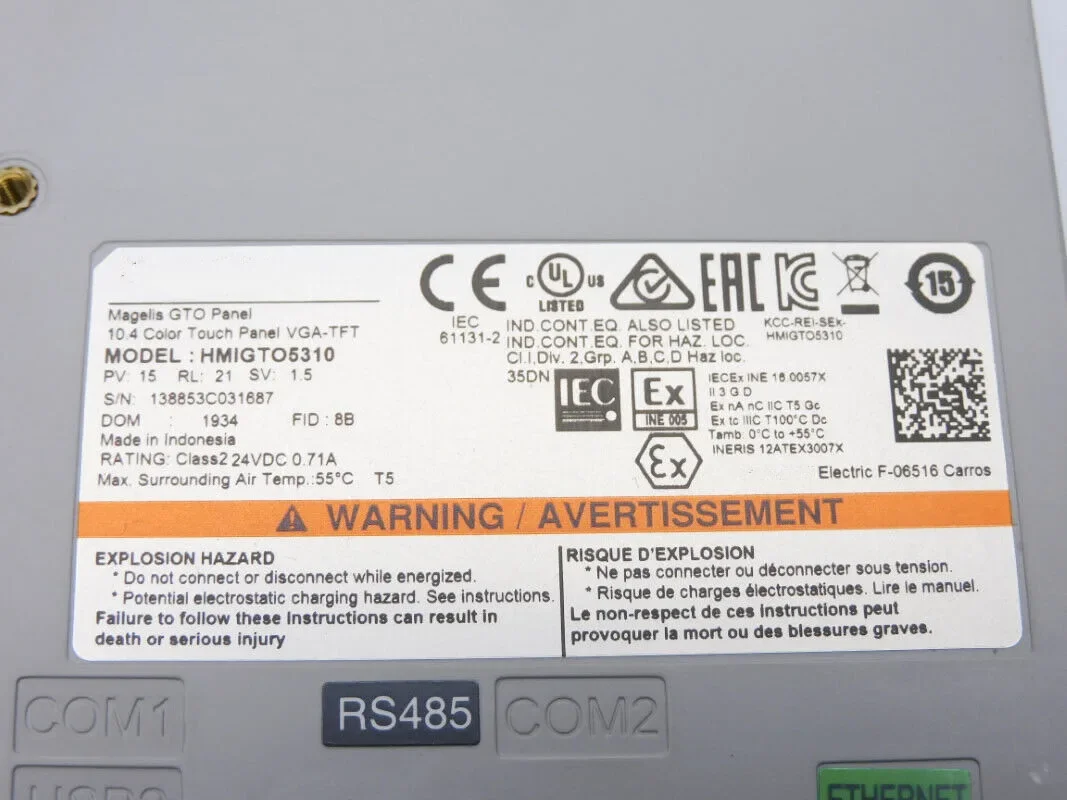 CE
C UL US
LISTED
EAC
KC
15
Magelis GTO Panel
10.4 Color Touch Panel VGA-TFT
MODEL : HMIGTO5310
PV: 15 RL: 21 SV: 1.5
S/N: 138853C031687
DOM : 1934 FID : 8B
Made in Indonesia
RATING: Class2 24VDC 0.71A
Max. Surrounding Air Temp.:55°C T5
IEC
61131-2
IND.CONT.EQ. ALSO LISTED
IND.CONT.EQ. FOR HAZ. LOC.
Cl.I,Div. 2,Grp. A,B,C,D Haz loc.
35DN
KCC-REI-SEk-
HMIGTO5310
IEC
Ex
INE 005
Ex
IECEx INE 16.0057X
II 3 G D
Ex nA nC IIC T5 Gc
Ex tc IIIC T100°C Dc
Tamb: 0°C to +55°C
INERIS 12ATEX3007X
Electric F-06516 Carros
WARNING / AVERTISSEMENT
EXPLOSION HAZARD
* Do not connect or disconnect while energized.
* Potential electrostatic charging hazard. See instructions.
Failure to follow these Instructions can result in
death or serious injury
RISQUE D'EXPLOSION
* Ne pas connecter ou déconnecter sous tension.
* Risque de charges électrostatiques. Lire le manuel.
Le non-respect de ces instructions peut
provoquer la mort ou des blessures graves.
COM1
RS485
COM2
ETHERNET